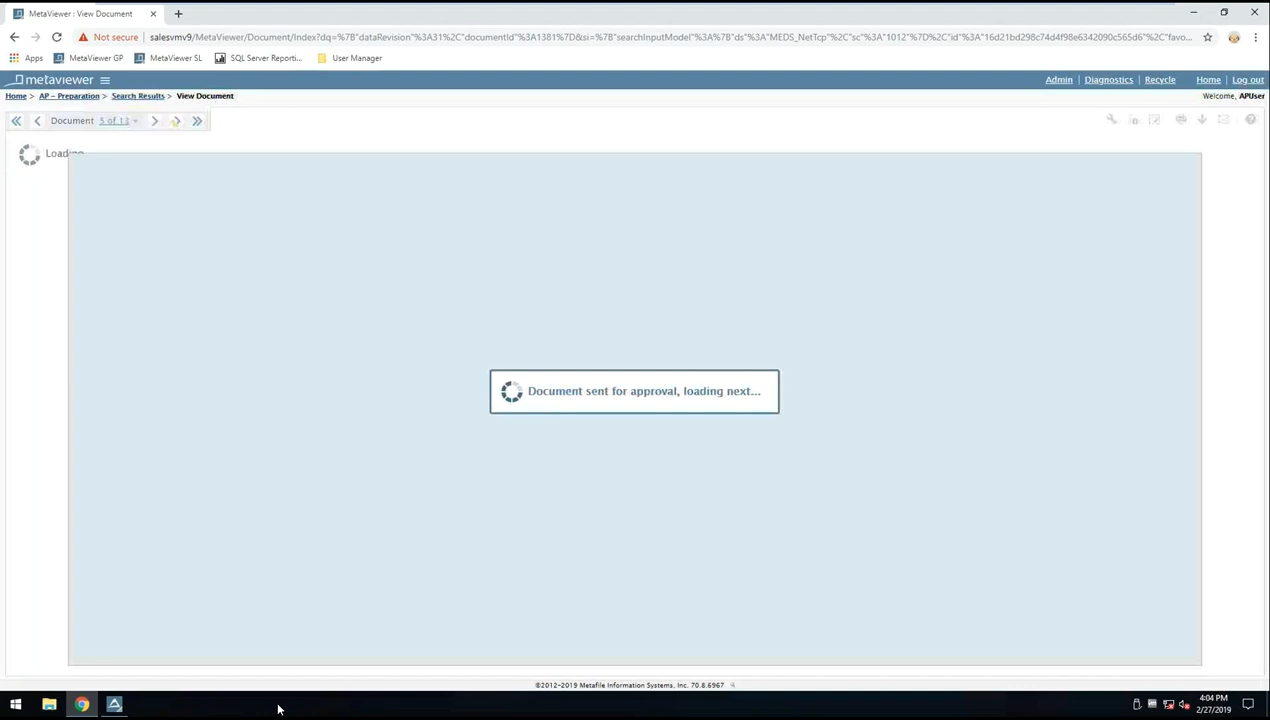 MetaViewer : View Document
Not secure
salesvmv9/MetaViewer/Document/Index?dq=%7B"dataRevision"%3A31%2C"documentId"%3A1381%7D&si=%7B"searchInputModel"%3A%7B"ds"%3A"MEDS_NetTcp"%2C"sc"%3A"1012"%7D%2C"id"%3A"16d21bd298c74d4f98e6342090c565d6"%2C"favo...
Apps
MetaViewer GP
MetaViewer SL
SQL Server Reporti...
User Manager
metaviewer
Admin
Diagnostics
Recycle
Home
Log out
Home > AP – Preparation > Search Results > View Document
Welcome, APUser
Document 5 of 13
Document sent for approval, loading next...
©2012-2019 Metafile Information Systems, Inc. 70.8.6967
4:04 PM
2/27/2019